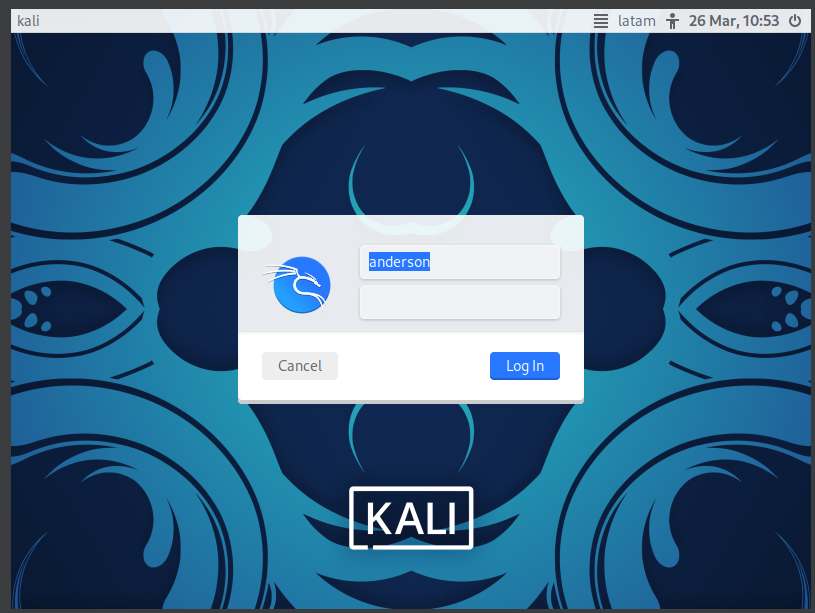 kali
latam
26 Mar, 10:53
anderson
Cancel
Log In
KALI